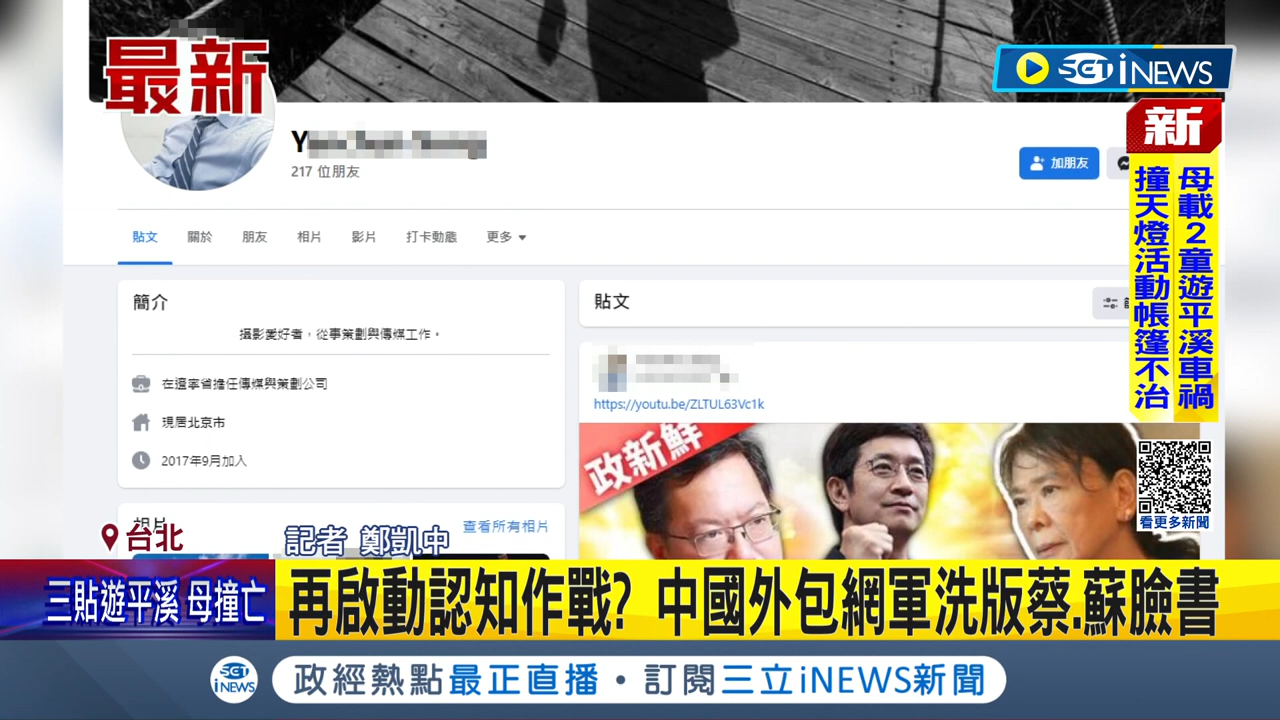 最新
SET iNEWS
217 位朋友
加朋友
貼文
關於
朋友
相片
影片
打卡動態
更多
簡介
攝影愛好者，從事策劃與傳媒工作。
在遼寧省擔任傳媒與策劃公司
現居北京市
2017年9月加入
相片
查看所有相片
貼文
https://youtu.be/ZLTUL63Vc1k
政新鮮
新
母載2童遊平溪車禍
撞天燈活動帳篷不治
看更多新聞
台北
記者 鄭凱中
三貼遊平溪 母撞亡
再啟動認知作戰? 中國外包網軍洗版蔡.蘇臉書
SET iNEWS
政經熱點最正直播・訂閱三立iNEWS新聞